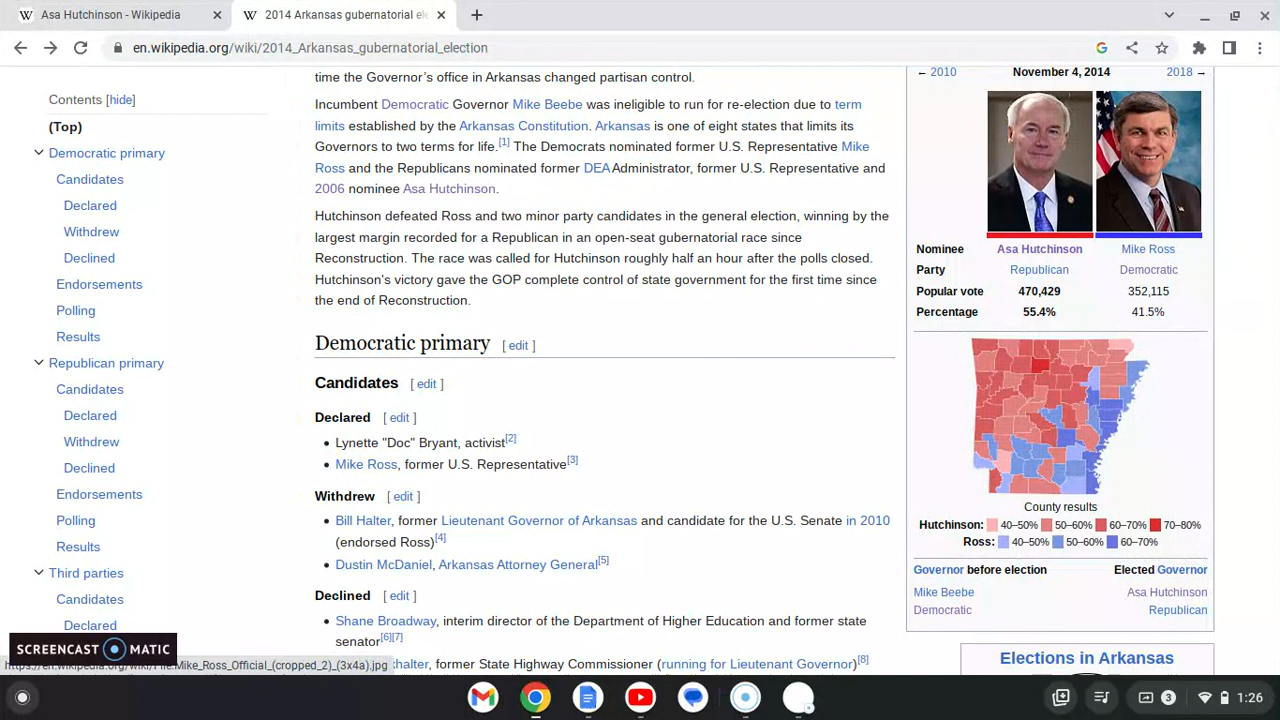 Asa Hutchinson - Wikipedia
2014 Arkansas gubernatorial ele
en.wikipedia.org/wiki/2014_Arkansas_gubernatorial_election
Contents [hide]
(Top)
Democratic primary
Candidates
Declared
Withdrew
Declined
Endorsements
Polling
Results
Republican primary
Candidates
Declared
Withdrew
Declined
Endorsements
Polling
Results
Third parties
Candidates
Declared
SCREENCAST MATIC
https://en.wikipedia.org/wiki/File:Mike_Ross_Official_(cropped_2)_(3x4a).jpg
time the Governor's office in Arkansas changed partisan control.
Incumbent Democratic Governor Mike Beebe was ineligible to run for re-election due to term
limits established by the Arkansas Constitution. Arkansas is one of eight states that limits its
Governors to two terms for life.[1] The Democrats nominated former U.S. Representative Mike
Ross and the Republicans nominated former DEA Administrator, former U.S. Representative and
2006 nominee Asa Hutchinson.
Hutchinson defeated Ross and two minor party candidates in the general election, winning by the
largest margin recorded for a Republican in an open-seat gubernatorial race since
Reconstruction. The race was called for Hutchinson roughly half an hour after the polls closed.
Hutchinson's victory gave the GOP complete control of state government for the first time since
the end of Reconstruction.
Democratic primary [ edit ]
Candidates [ edit ]
Declared [ edit ]
• Lynette "Doc" Bryant, activist[2]
• Mike Ross, former U.S. Representative[3]
Withdrew [ edit ]
• Bill Halter, former Lieutenant Governor of Arkansas and candidate for the U.S. Senate in 2010
(endorsed Ross)[4]
• Dustin McDaniel, Arkansas Attorney General[5]
Declined [ edit ]
• Shane Broadway, interim director of the Department of Higher Education and former state
senator[6][7]
halter, former State Highway Commissioner (running for Lieutenant Governor)[8]
← 2010 November 4, 2014 2018 →
Nominee Asa Hutchinson Mike Ross
Party Republican Democratic
Popular vote 470,429 352,115
Percentage 55.4% 41.5%
County results
Hutchinson: 40–50% 50–60% 60–70% 70–80%
Ross: 40–50% 50–60% 60–70%
Governor before election Elected Governor
Mike Beebe Asa Hutchinson
Democratic Republican
Elections in Arkansas
3 1:26